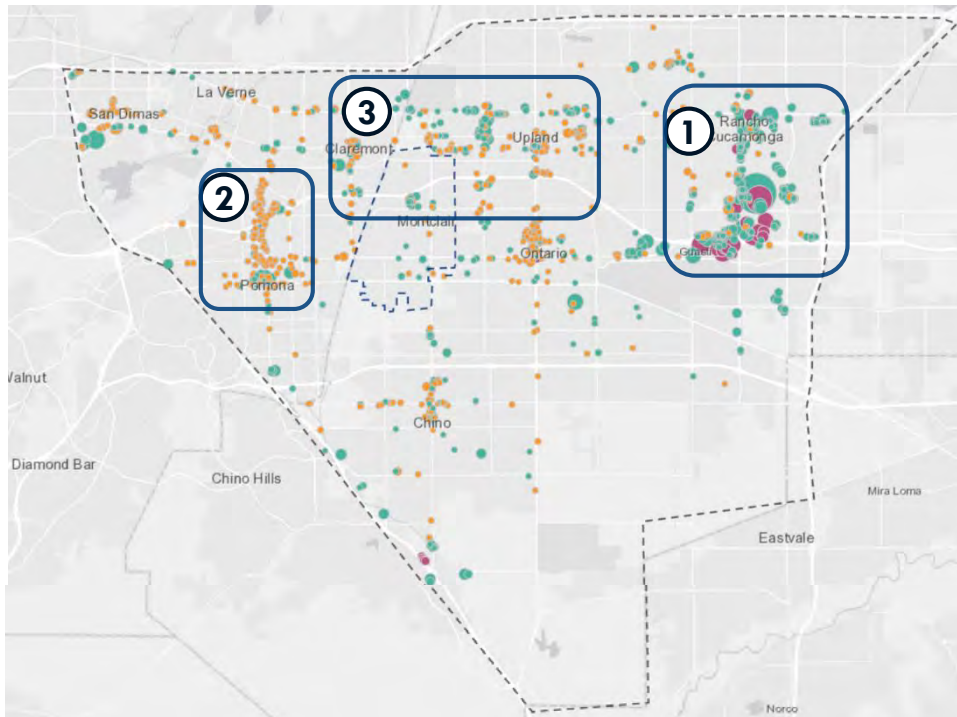 La Verne
San Dimas
3
1
Rancho
Cucamonga
Upland
Claremont
2
Montclair
Ontario
Guasti
Pomona
Walnut
Chino
Diamond Bar
Chino Hills
Mira Loma
Eastvale
Norco